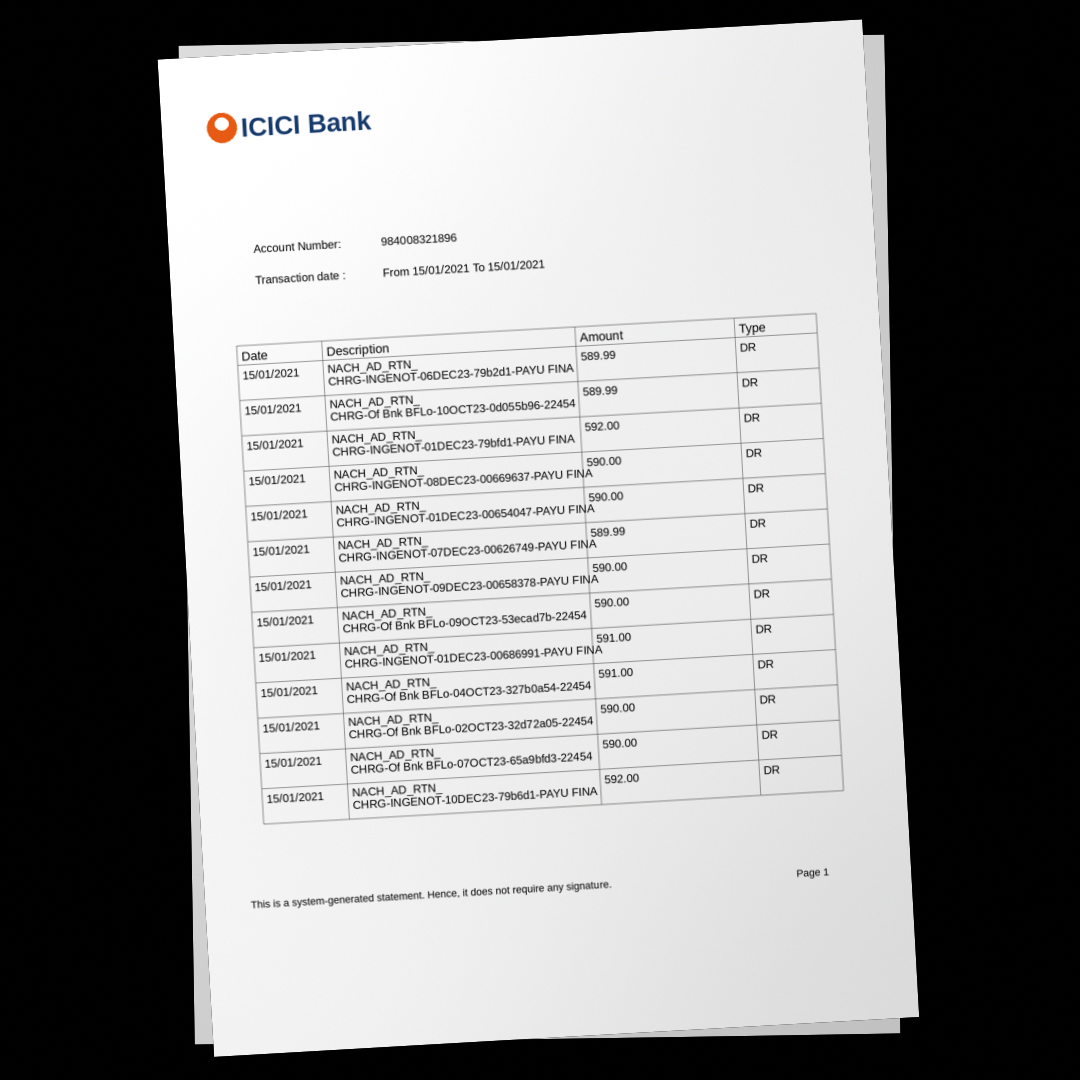 ICICI Bank
Account Number: 984008321896
Transaction date : From 15/01/2021 To 15/01/2021
Date Description Amount Type
15/01/2021 NACH_AD_RTN_ 589.99 DR
CHRG-INGENOT-06DEC23-79b2d1-PAYU FINA
15/01/2021 NACH_AD_RTN_ 589.99 DR
CHRG-Of Bnk BFLo-10OCT23-0d055b96-22454
15/01/2021 NACH_AD_RTN_ 592.00 DR
CHRG-INGENOT-01DEC23-79bfd1-PAYU FINA
15/01/2021 NACH_AD_RTN_ 590.00 DR
CHRG-INGENOT-08DEC23-00669637-PAYU FINA
15/01/2021 NACH_AD_RTN_ 590.00 DR
CHRG-INGENOT-01DEC23-00654047-PAYU FINA
15/01/2021 NACH_AD_RTN_ 589.99 DR
CHRG-INGENOT-07DEC23-00626749-PAYU FINA
15/01/2021 NACH_AD_RTN_ 590.00 DR
CHRG-INGENOT-09DEC23-00658378-PAYU FINA
15/01/2021 NACH_AD_RTN_ 590.00 DR
CHRG-Of Bnk BFLo-09OCT23-53ecad7b-22454
15/01/2021 NACH_AD_RTN_ 591.00 DR
CHRG-INGENOT-01DEC23-00686991-PAYU FINA
15/01/2021 NACH_AD_RTN_ 591.00 DR
CHRG-Of Bnk BFLo-04OCT23-327b0a54-22454
15/01/2021 NACH_AD_RTN_ 590.00 DR
CHRG-Of Bnk BFLo-02OCT23-32d72a05-22454
15/01/2021 NACH_AD_RTN_ 590.00 DR
CHRG-Of Bnk BFLo-07OCT23-65a9bfd3-22454
15/01/2021 NACH_AD_RTN_ 592.00 DR
CHRG-INGENOT-10DEC23-79b6d1-PAYU FINA
Page 1
This is a system-generated statement. Hence, it does not require any signature.